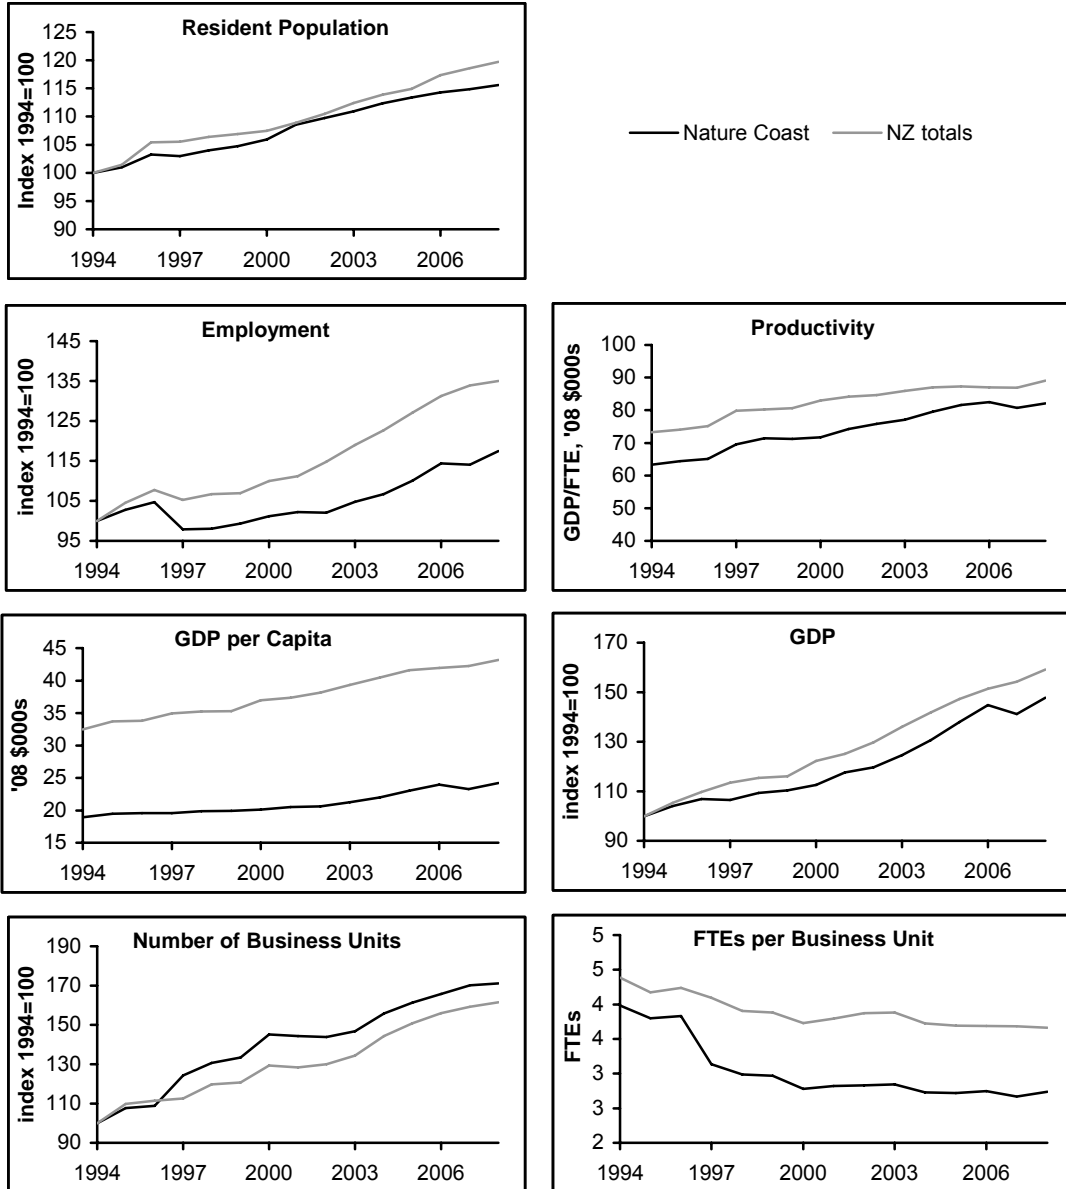 Resident Population
Index 1994=100
125
120
115
110
105
100
95
90
1994 1997 2000 2003 2006
Nature Coast NZ totals
Employment
index 1994=100
145
135
125
115
105
95
1994 1997 2000 2003 2006
Productivity
GDP/FTE, '08 $000s
100
90
80
70
60
50
40
1994 1997 2000 2003 2006
GDP per Capita
'08 $000s
45
40
35
30
25
20
15
1994 1997 2000 2003 2006
GDP
index 1994=100
170
150
130
110
90
1994 1997 2000 2003 2006
Number of Business Units
index 1994=100
190
170
150
130
110
90
1994 1997 2000 2003 2006
FTEs per Business Unit
FTEs
5
5
4
4
3
3
2
1994 1997 2000 2003 2006